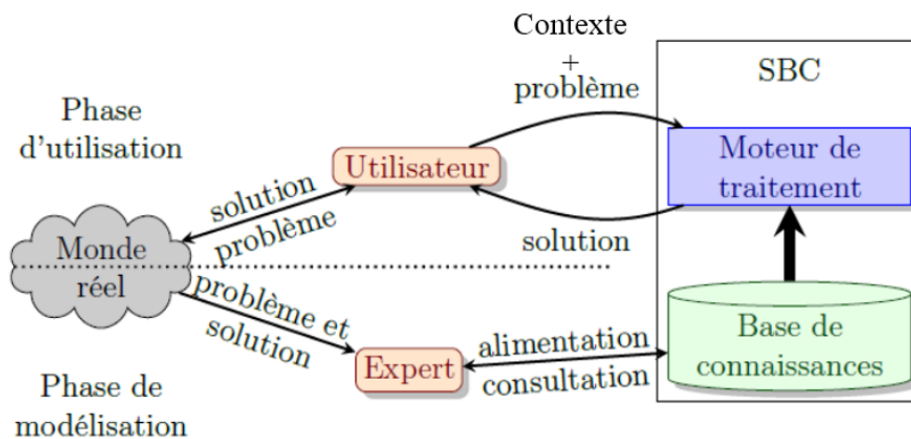 Contexte
+
problème
SBC
Phase
d'utilisation
Utilisateur
Moteur de
traitement
solution
problème
solution
Monde
réel
problème et
solution
Expert
alimentation
consultation
Base de
connaissances
Phase de
modélisation